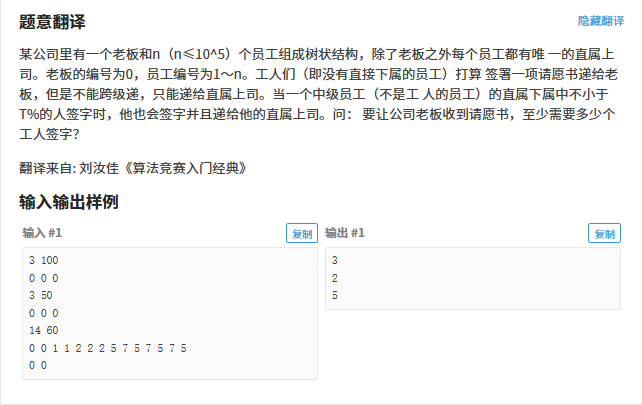 题意翻译
隐藏翻译
某公司里有一个老板和n（n≤10^5）个员工组成树状结构，除了老板之外每个员工都有唯 一的直属上
司。老板的编号为0，员工编号为1～n。工人们（即没有直接下属的员工）打算 签署一项请愿书递给老
板，但是不能跨级递，只能递给直属上司。当一个中级员工（不是工 人的员工）的直属下属中不小于
T%的人签字时，他也会签字并且递给他的直属上司。问： 要让公司老板收到请愿书，至少需要多少个
工人签字？
翻译来自: 刘汝佳《算法竞赛入门经典》
输入输出样例
输入 #1
复制
3 100
0 0 0
3 50
0 0 0
14 60
0 0 1 1 2 2 2 5 7 5 7 5 7 5
0 0
输出 #1
复制
3
2
5